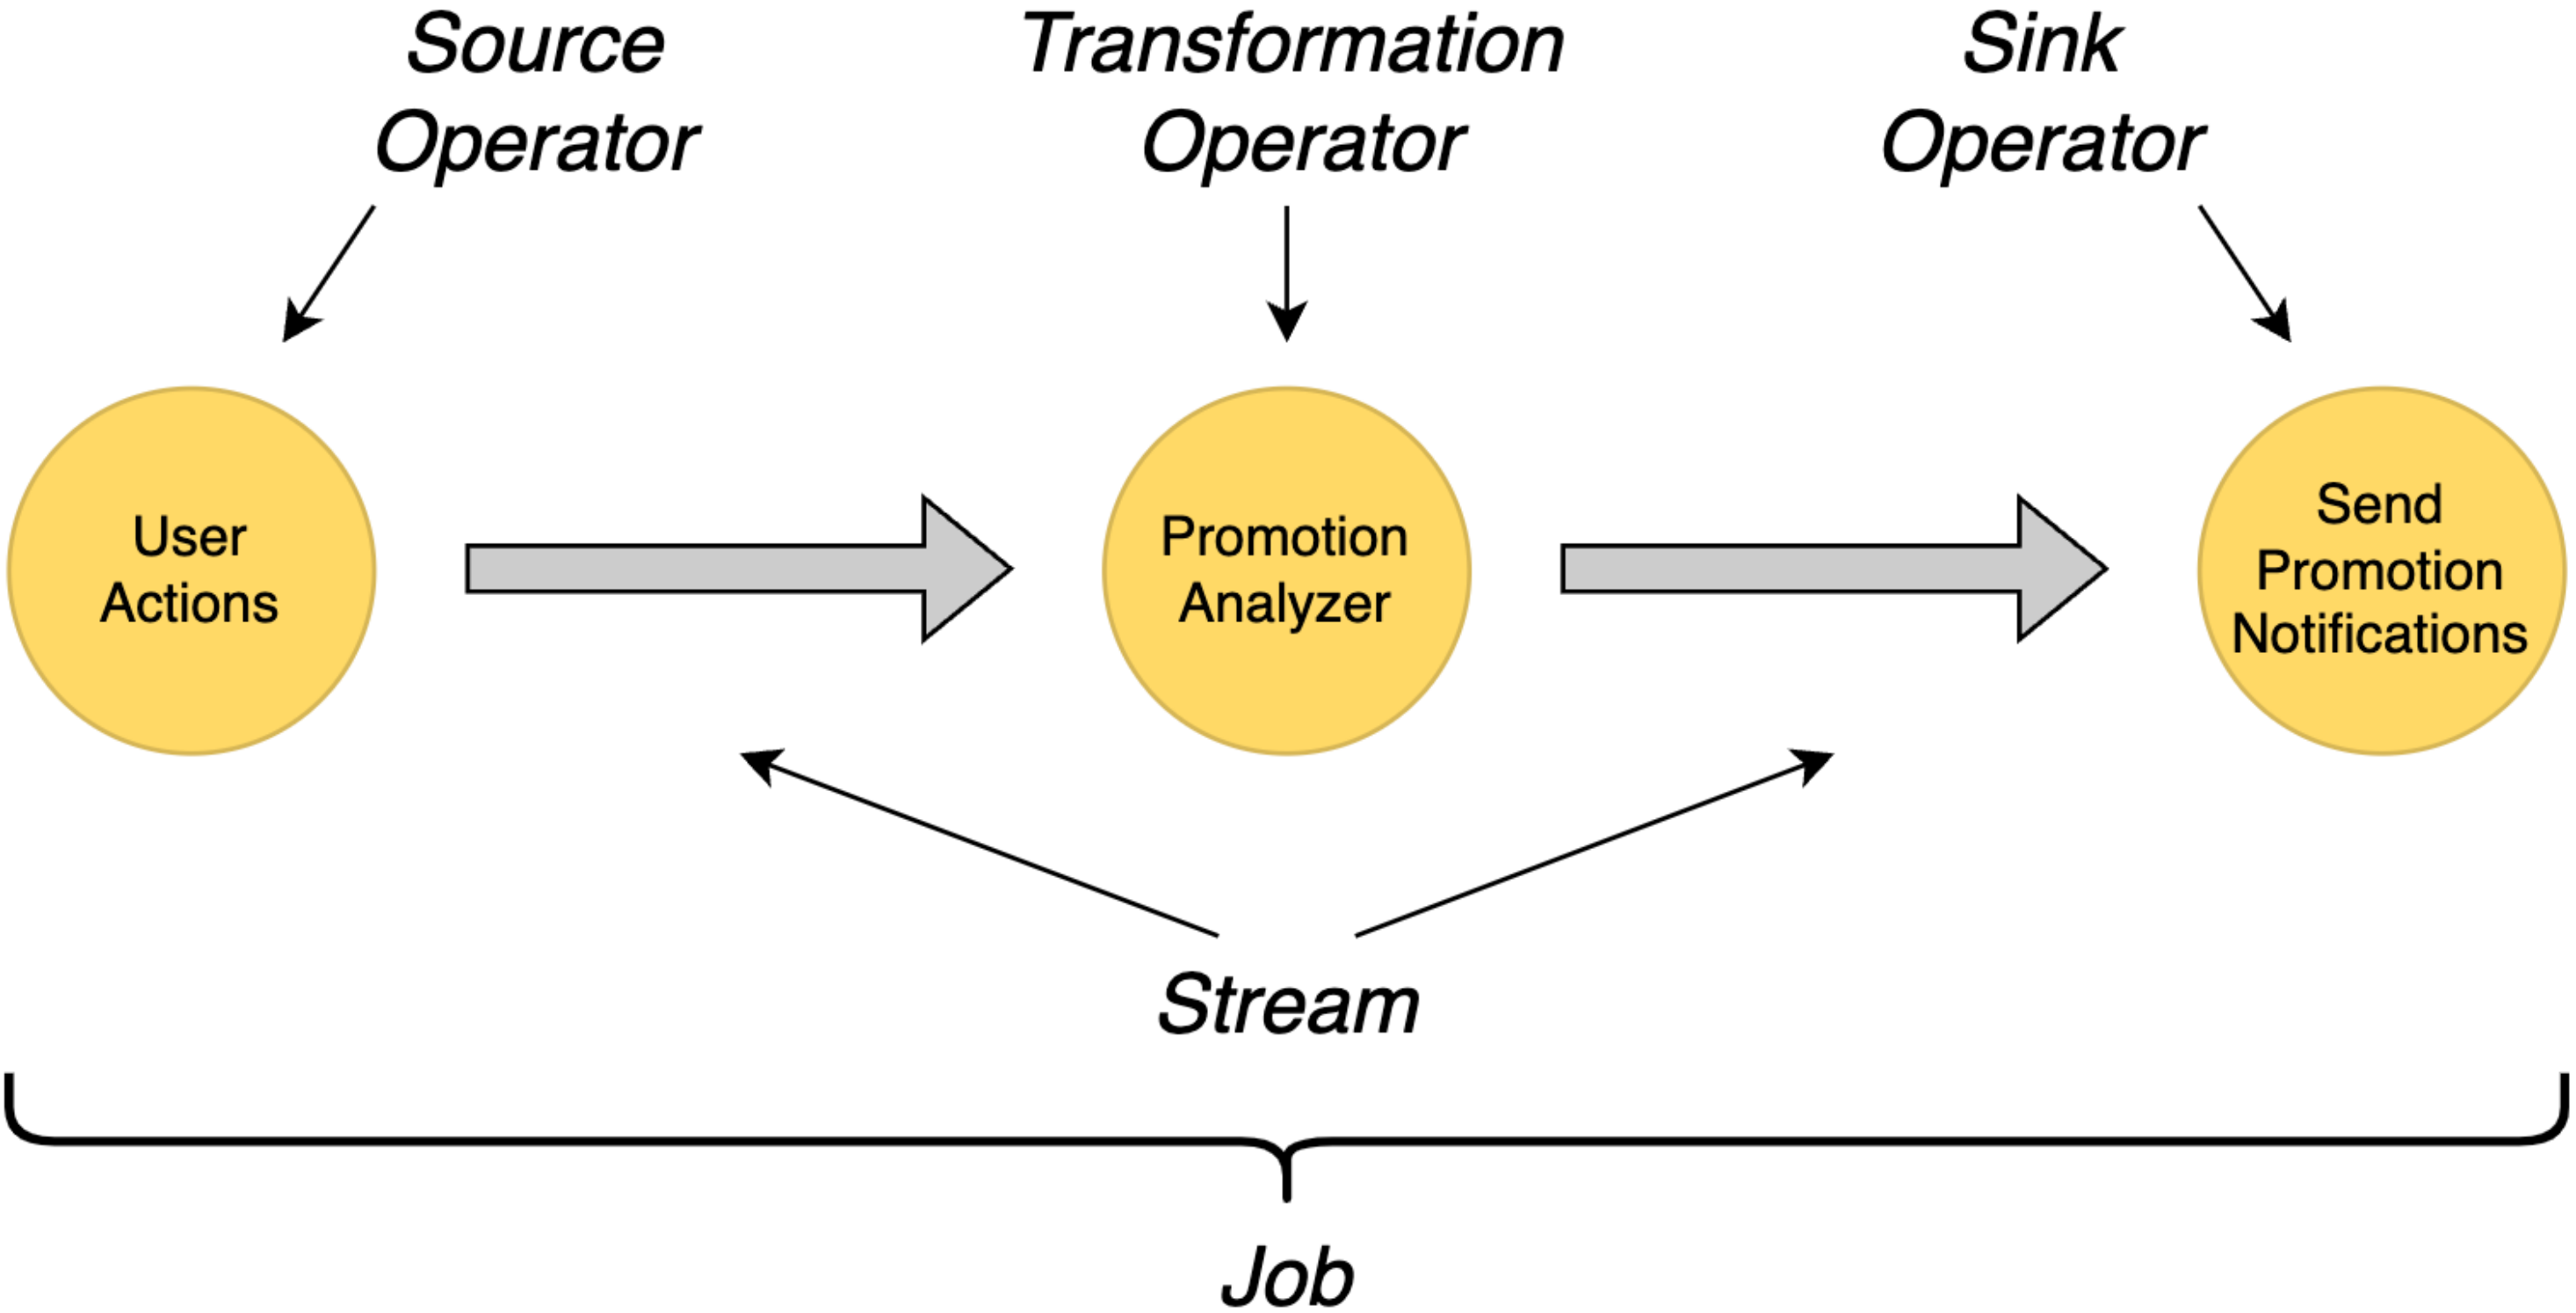 Source
Operator
Transformation
Operator
Sink
Operator
User
Actions
Promotion
Analyzer
Send
Promotion
Notifications
Stream
Job